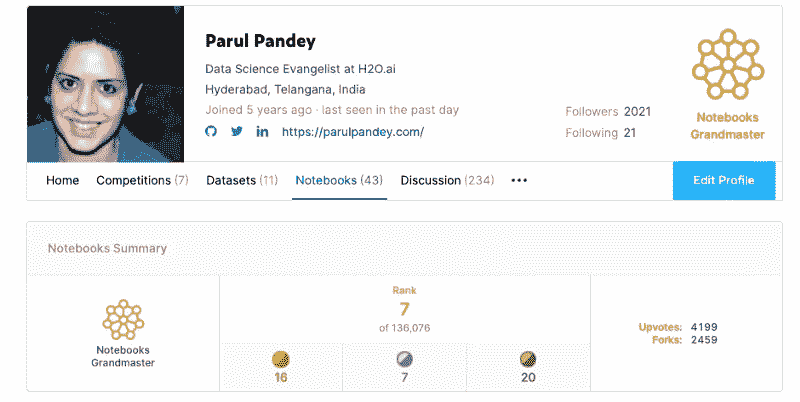 Parul Pandey
Data Science Evangelist at H2O.ai
Hyderabad, Telangana, India
Joined 5 years ago · last seen in the past day
https://parulpandey.com/
Followers 2021
Following 21
Notebooks
Grandmaster
Home Competitions (7) Datasets (11) Notebooks (43) Discussion (234) ••• Edit Profile
Notebooks Summary
Notebooks
Grandmaster
Rank
7
of 136,076
16 7 20
Upvotes: 4199
Forks: 2459